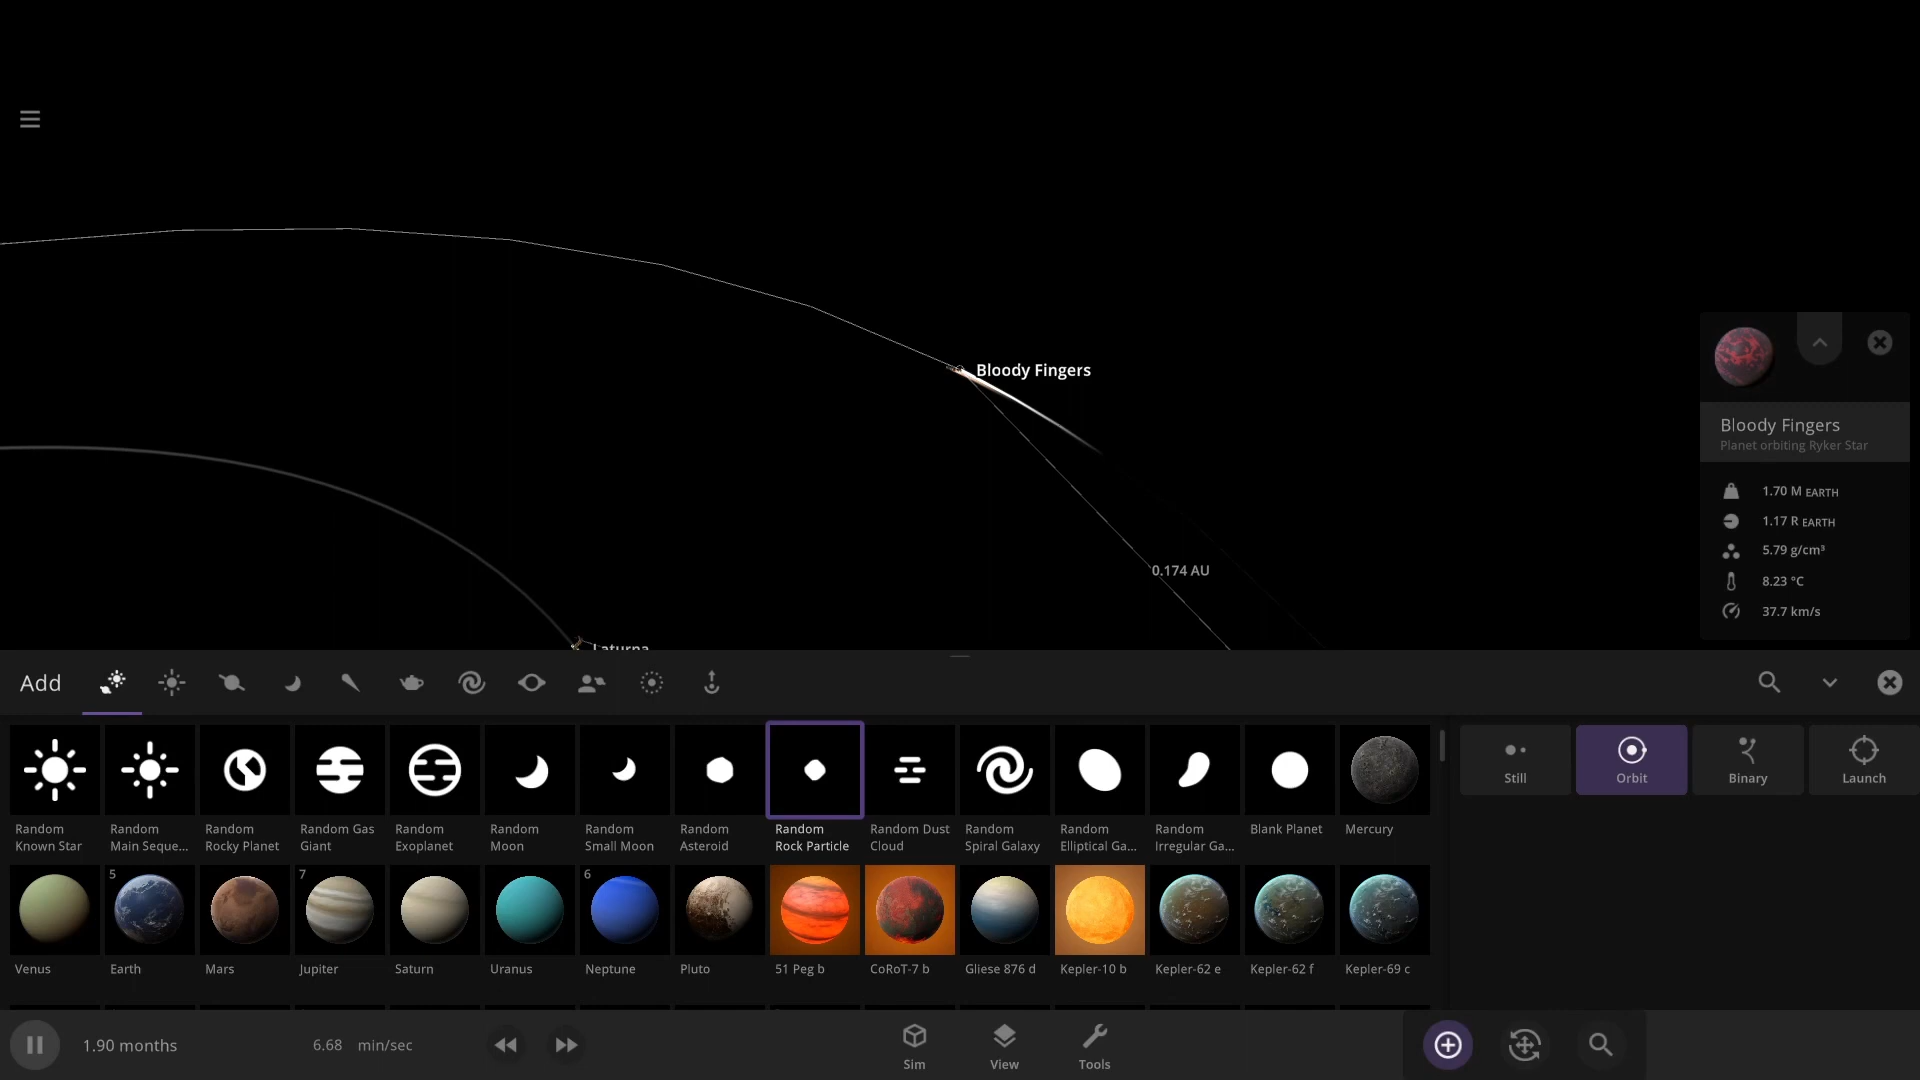 Bloody Fingers
Bloody Fingers
Planet orbiting Ryker Star
1.70 M EARTH
1.17 R EARTH
5.79 g/cm³
8.23 °C
37.7 km/s
0.174 AU
Laturna
Add
Still
Orbit
Binary
Launch
Random Known Star
Random Main Seque...
Random Rocky Planet
Random Gas Giant
Random Exoplanet
Random Moon
Random Small Moon
Random Asteroid
Random Rock Particle
Random Dust Cloud
Random Spiral Galaxy
Random Elliptical Ga...
Random Irregular Ga...
Blank Planet
Mercury
5
7
6
Venus
Earth
Mars
Jupiter
Saturn
Uranus
Neptune
Pluto
51 Peg b
CoRoT-7 b
Gliese 876 d
Kepler-10 b
Kepler-62 e
Kepler-62 f
Kepler-69 c
1.90 months
6.68 min/sec
Sim
View
Tools